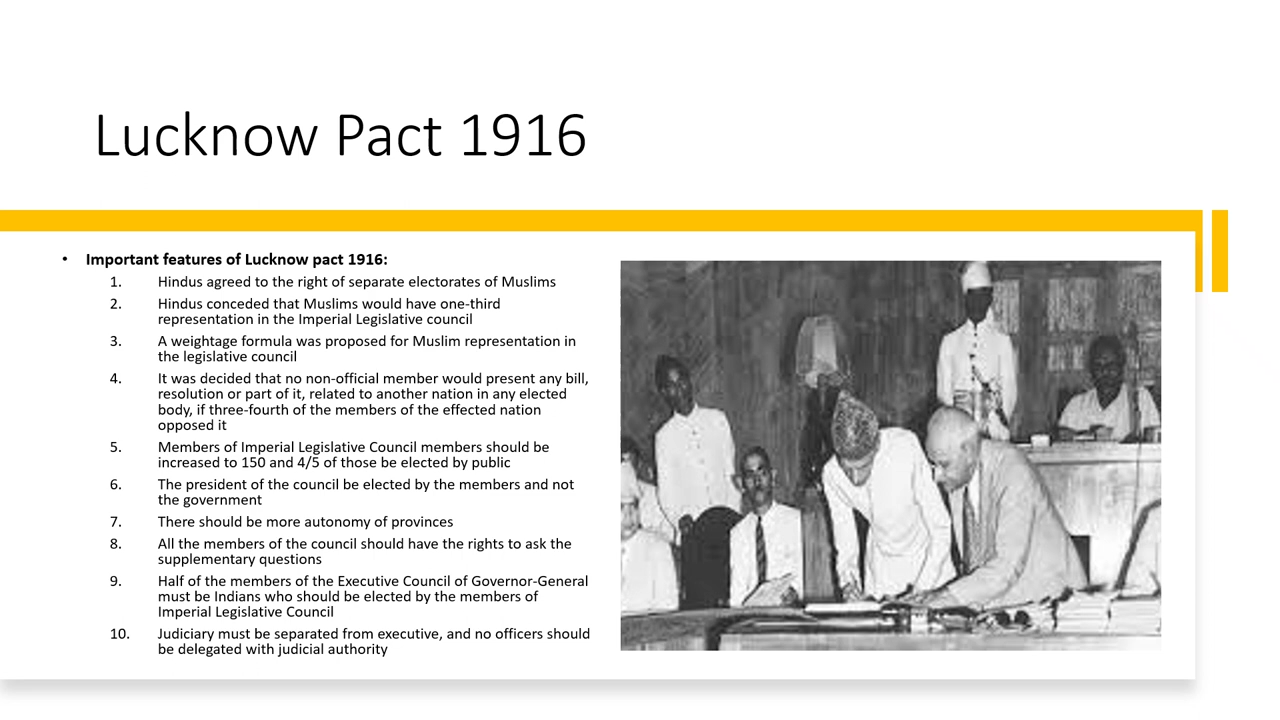 Lucknow Pact 1916
• Important features of Lucknow pact 1916:
1. Hindus agreed to the right of separate electorates of Muslims
2. Hindus conceded that Muslims would have one-third
representation in the Imperial Legislative council
3. A weightage formula was proposed for Muslim representation in
the legislative council
4. It was decided that no non-official member would present any bill,
resolution or part of it, related to another nation in any elected
body, if three-fourth of the members of the effected nation
opposed it
5. Members of Imperial Legislative Council members should be
increased to 150 and 4/5 of those be elected by public
6. The president of the council be elected by the members and not
the government
7. There should be more autonomy of provinces
8. All the members of the council should have the rights to ask the
supplementary questions
9. Half of the members of the Executive Council of Governor-General
must be Indians who should be elected by the members of
Imperial Legislative Council
10. Judiciary must be separated from executive, and no officers should
be delegated with judicial authority